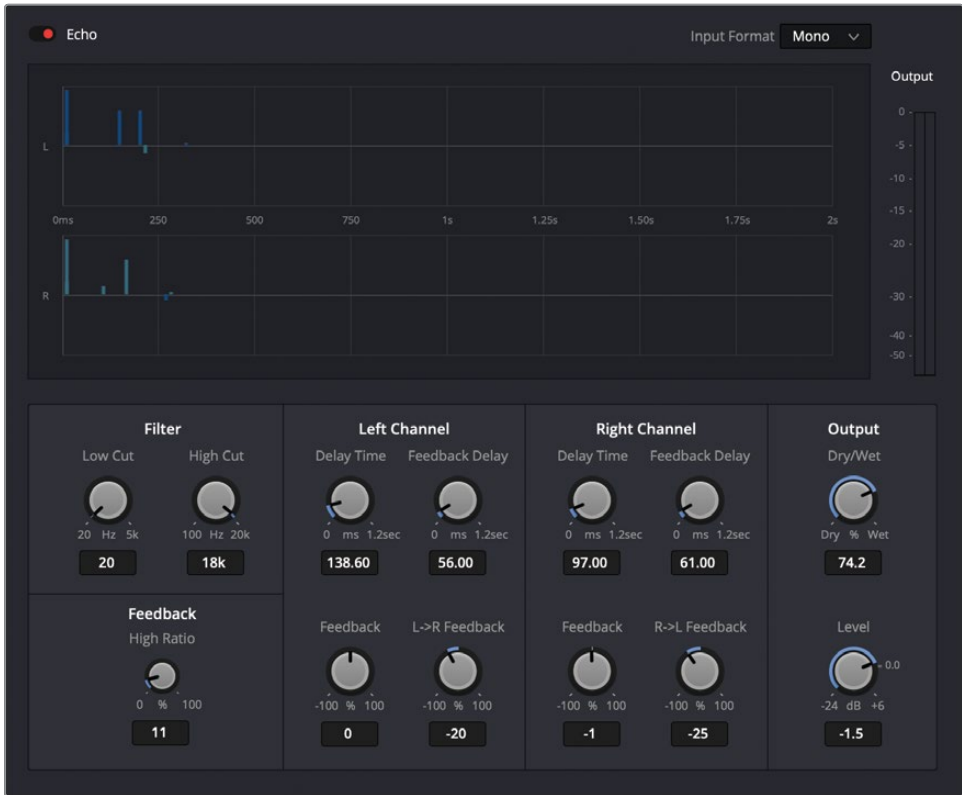 Echo
Input Format Mono
Output
0 -
-5 -
-10 -
-15 -
-20 -
-30 -
-40 -
-50 -
L
0ms 250 500 750 1s 1.25s 1.50s 1.75s 2s
R
Filter
Low Cut High Cut
20 Hz 5k 100 Hz 20k
20 18k
Feedback
High Ratio
0 % 100
11
Left Channel
Delay Time Feedback Delay
0 ms 1.2sec 0 ms 1.2sec
138.60 56.00
Feedback L->R Feedback
-100 % 100 -100 % 100
0 -20
Right Channel
Delay Time Feedback Delay
0 ms 1.2sec 0 ms 1.2sec
97.00 61.00
Feedback R->L Feedback
-100 % 100 -100 % 100
-1 -25
Output
Dry/Wet
Dry % Wet
74.2
Level
- 0.0
-24 dB +6
-1.5